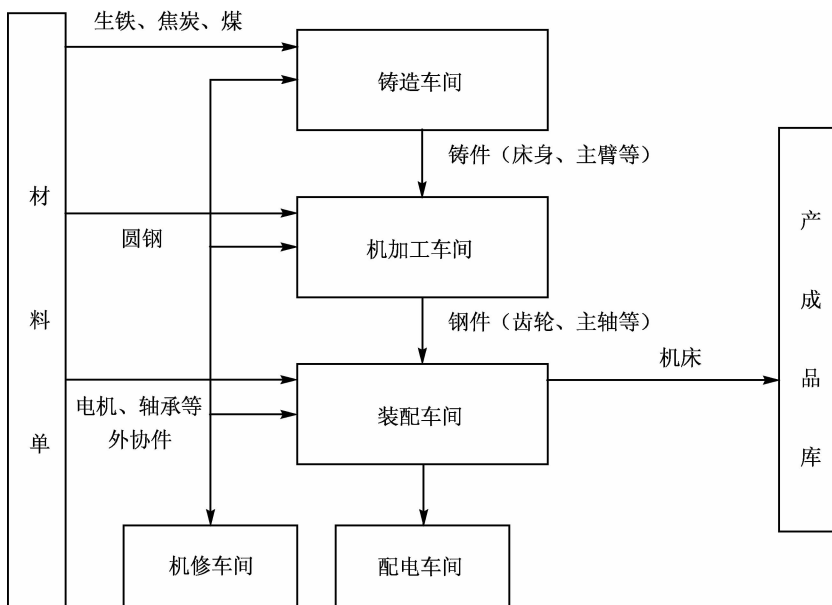 生铁、焦炭、煤
铸造车间
铸件（床身、主臂等）
材料单
圆钢
机加工车间
产成品库
钢件（齿轮、主轴等）
机床
电机、轴承等
外协件
装配车间
机修车间
配电车间